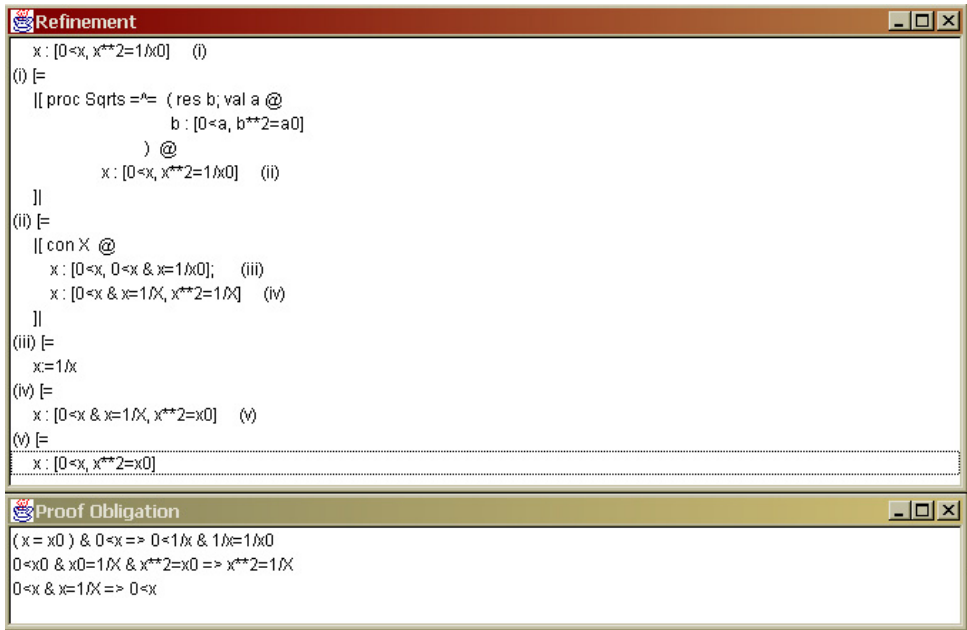 Refinement
x : [0<x, x**2=1/x0] (i)
(i) [=
|[ proc Sqrts =^= ( res b; val a @
b : [0<a, b**2=a0]
) @
x : [0<x, x**2=1/x0] (ii)
]|
(ii) [=
|[ con X @
x : [0<x, 0<x & x=1/x0]; (iii)
x : [0<x & x=1/X, x**2=1/X] (iv)
]|
(iii) [=
x:=1/x
(iv) [=
x : [0<x & x=1/X, x**2=x0] (v)
(v) [=
x : [0<x, x**2=x0]
Proof Obligation
( x = x0 ) & 0<x => 0<1/x & 1/x=1/x0
0<x0 & x0=1/X & x**2=x0 => x**2=1/X
0<x & x=1/X => 0<x